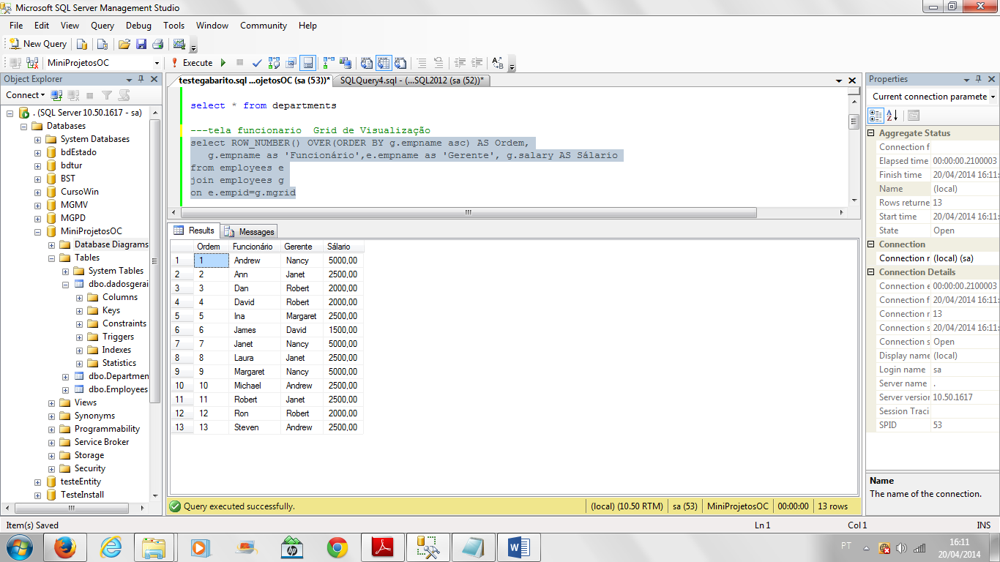 Microsoft SQL Server Management Studio
File Edit View Query Debug Tools Window Community Help
New Query
MiniProjetosOC Execute
Object Explorer
Connect
. (SQL Server 10.50.1617 - sa)
Databases
System Databases
bdEstado
bdtur
BST
CursoWin
MGMV
MGPD
MiniProjetosOC
Database Diagrams
Tables
System Tables
dbo.dadosgerai
Columns
Keys
Constraints
Triggers
Indexes
Statistics
dbo.Departmen
dbo.Employees
Views
Synonyms
Programmability
Service Broker
Storage
Security
testeEntity
TesteInstall
testegabarito.sql ...ojetosOC (sa (53))* SQLQuery4.sql - (...SQL2012 (sa (52))*
select * from departments
---tela funcionario  Grid de Visualização
select ROW_NUMBER() OVER(ORDER BY g.empname asc) AS Ordem,
g.empname as 'Funcionário',e.empname as 'Gerente', g.salary AS Sálario
from employees e
join employees g
on e.empid=g.mgrid
Results Messages
Ordem Funcionário Gerente Sálario
1 1 Andrew Nancy 5000,00
2 2 Ann Janet 2500,00
3 3 Dan Robert 2000,00
4 4 David Robert 2000,00
5 5 Ina Margaret 2500,00
6 6 James David 1500,00
7 7 Janet Nancy 5000,00
8 8 Laura Janet 2500,00
9 9 Margaret Nancy 5000,00
10 10 Michael Andrew 2500,00
11 11 Robert Janet 2500,00
12 12 Ron Robert 2000,00
13 13 Steven Andrew 2500,00
Query executed successfully. (local) (10.50 RTM) sa (53) MiniProjetosOC 00:00:00 13 rows
Properties
Current connection paramete
Aggregate Status
Connection f
Elapsed time 00:00:00.2100003
Finish time 20/04/2014 16:11:
Name (local)
Rows returne 13
Start time 20/04/2014 16:11:
State Open
Connection
Connection r (local) (sa)
Connection Details
Connection e 00:00:00.2100003
Connection f 20/04/2014 16:11:
Connection r 13
Connection s 20/04/2014 16:11:
Connection s Open
Display name (local)
Login name sa
Server name .
Server version 10.50.1617
Session Traci
SPID 53
Name
The name of the connection.
Item(s) Saved Ln 1 Col 1 INS
PT 16:11
20/04/2014